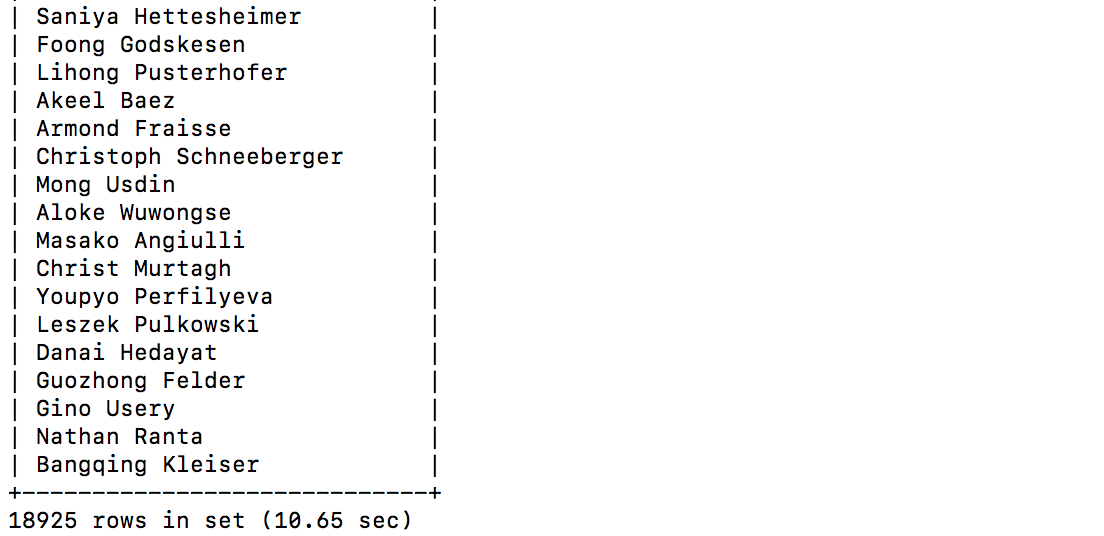 | Saniya Hettesheimer         |
| Foong Godskesen             |
| Lihong Pusterhofer          |
| Akeel Baez                  |
| Armond Fraisse              |
| Christoph Schneeberger      |
| Mong Usdin                  |
| Aloke Wuwongse              |
| Masako Angiulli             |
| Christ Murtagh              |
| Youpyo Perfilyeva           |
| Leszek Pulkowski            |
| Danai Hedayat               |
| Guozhong Felder             |
| Gino Usery                  |
| Nathan Ranta                |
| Bangqing Kleiser            |
+-----------------------------+
18925 rows in set (10.65 sec)